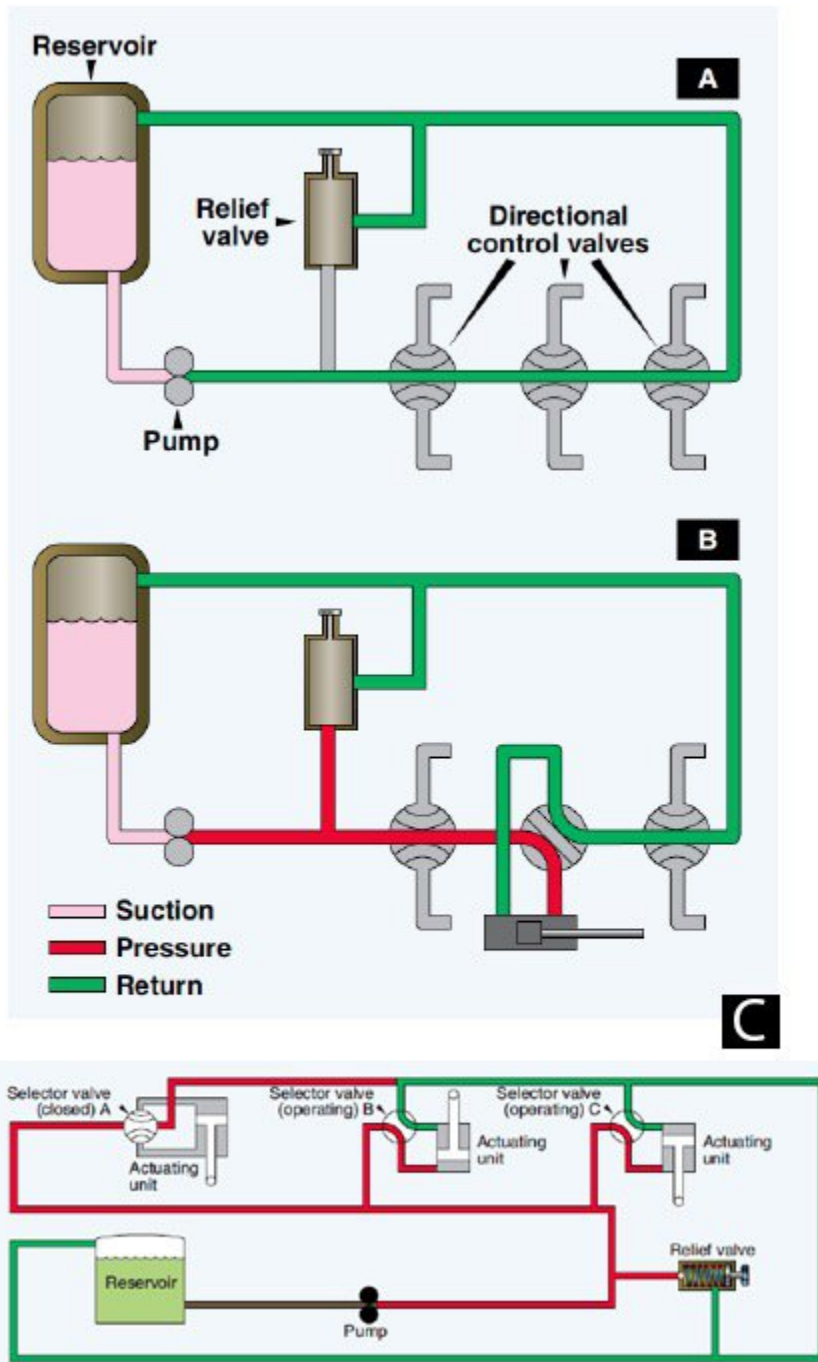 Reservoir
A
Relief
valve
Directional
control valves
Pump
B
Suction
Pressure
Return
C
Selector valve
(closed) A
Selector valve
(operating) B
Selector valve
(operating) C
Actuating
unit
Actuating
unit
Actuating
unit
Relief valve
Reservoir
Pump